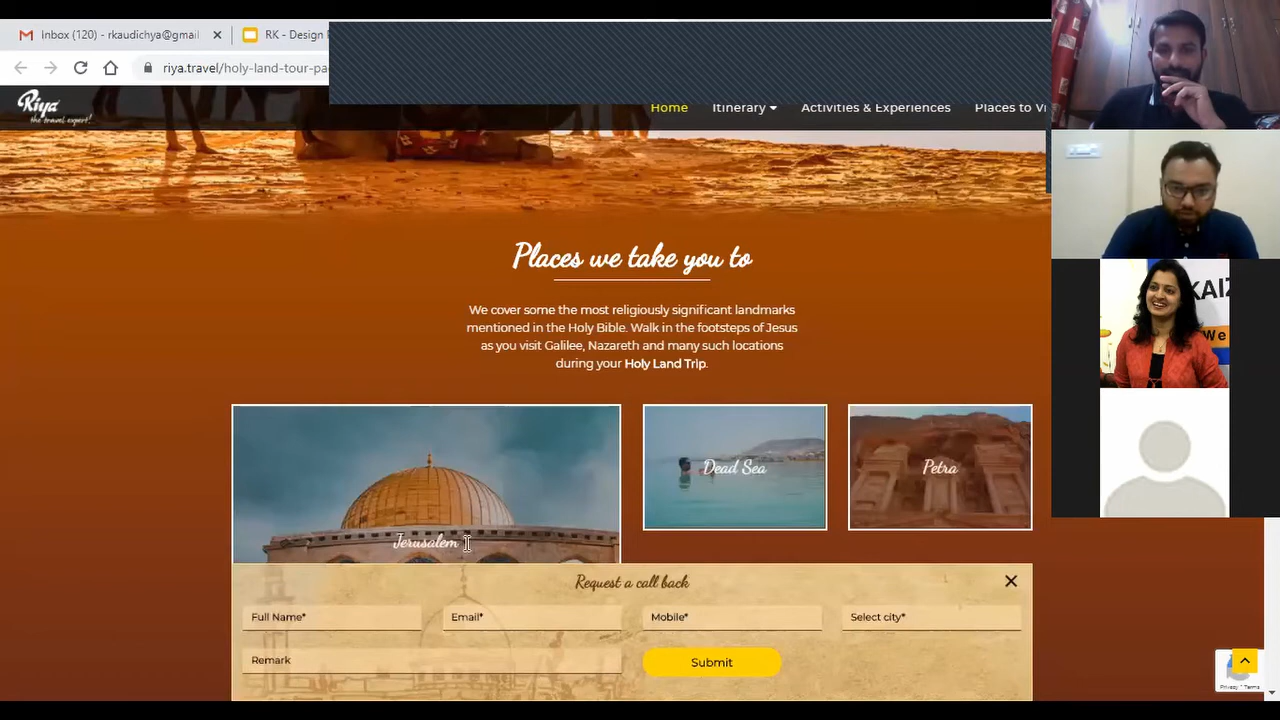 Inbox (120) - rkaudichya@gmail
RK - Design
riya.travel/holy-land-tour-pa
Riya
the travel expert!
Home
Itinerary
Activities & Experiences
Places to Vi
Places we take you to
We cover some the most religiously significant landmarks
mentioned in the Holy Bible. Walk in the footsteps of Jesus
as you visit Galilee, Nazareth and many such locations
during your Holy Land Trip.
Jerusalem
Dead Sea
Petra
Request a call back
Full Name*
Email*
Mobile*
Select city*
Remark
Submit
KAIZ
We
Privacy - Terms